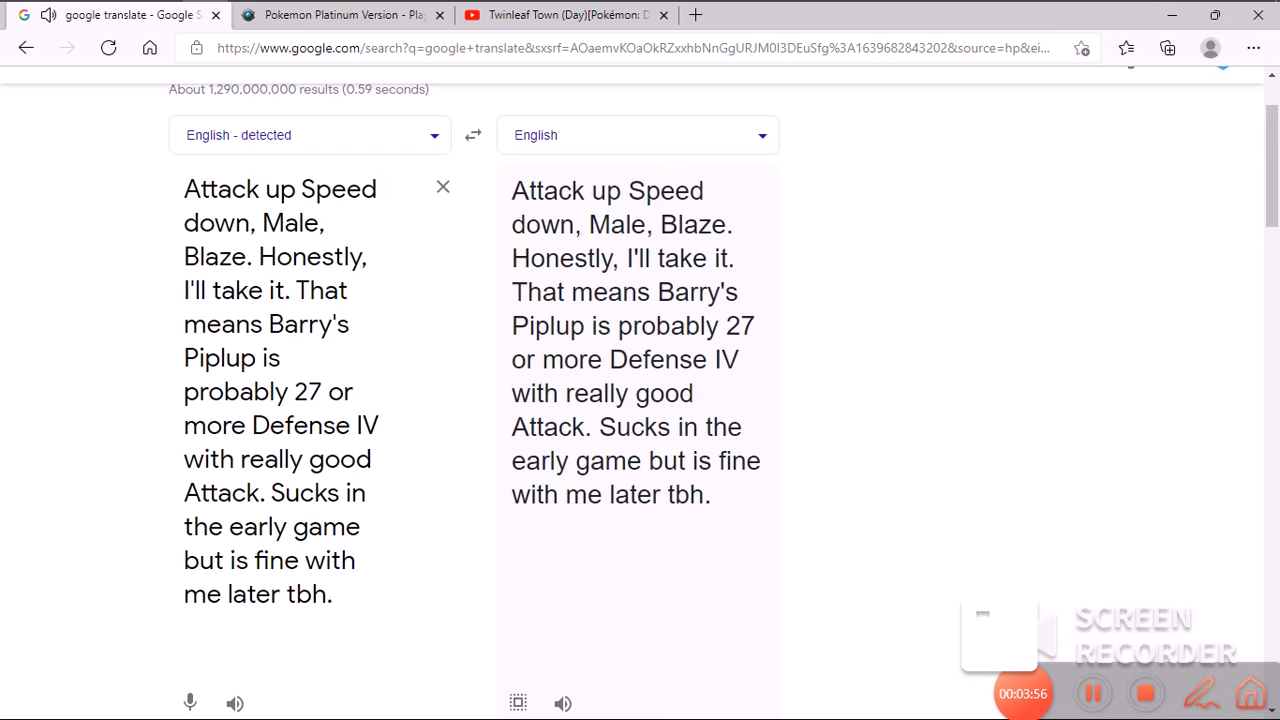 google translate - Google S
Pokemon Platinum Version - Play
Twinleaf Town (Day)[Pokémon: D
https://www.google.com/search?q=google+translate&sxsrf=AOaemvKOaOkRZxxhbNnGgURJM0I3DEuSfg%3A1639682843202&source=hp&ei...
About 1,290,000,000 results (0.59 seconds)
English - detected
English
Attack up Speed
down, Male,
Blaze. Honestly,
I'll take it. That
means Barry's
Piplup is
probably 27 or
more Defense IV
with really good
Attack. Sucks in
the early game
but is fine with
me later tbh.
Attack up Speed
down, Male, Blaze.
Honestly, I'll take it.
That means Barry's
Piplup is probably 27
or more Defense IV
with really good
Attack. Sucks in the
early game but is fine
with me later tbh.
SCREEN
RECORDER
00:03:56